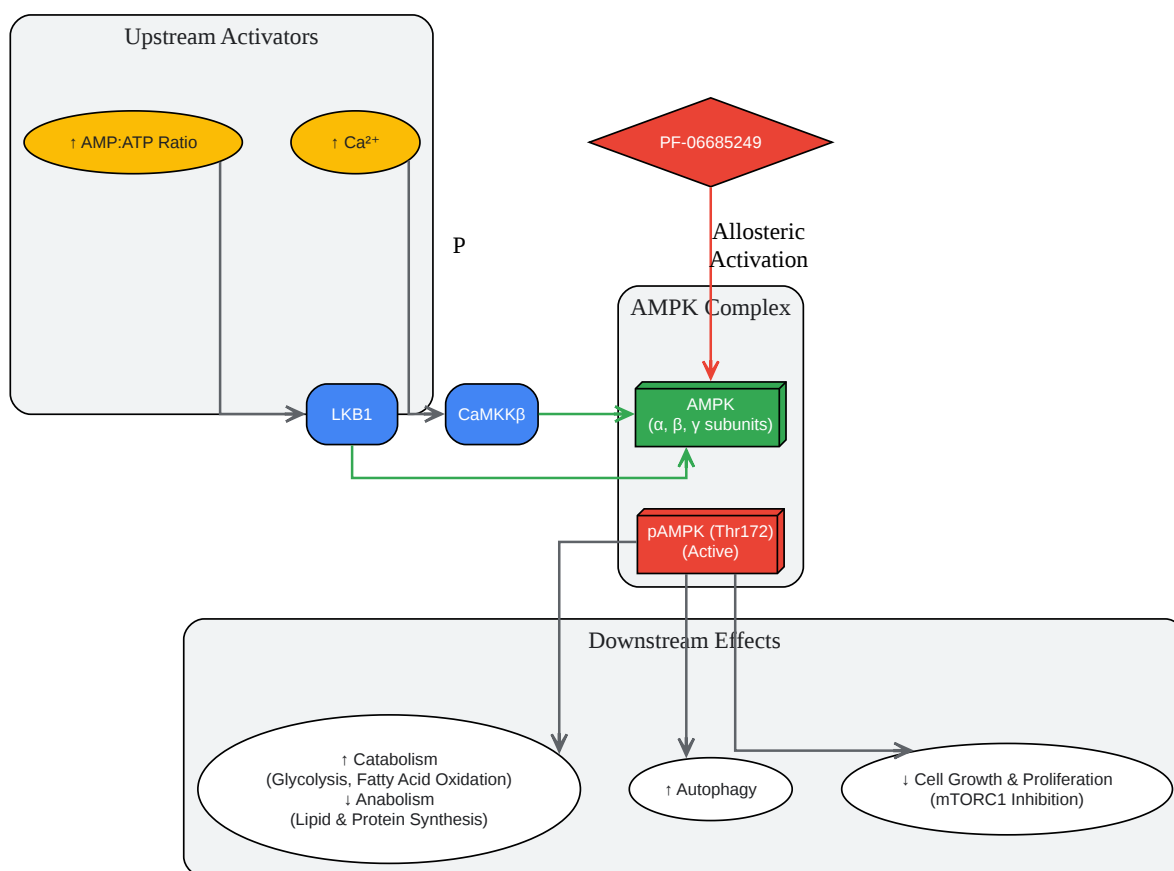 Upstream Activators
↑ AMP:ATP Ratio
↑ Ca²⁺
PF-06685249
P
Allosteric
Activation
AMPK Complex
LKB1
CaMKKβ
AMPK
(α, β, γ subunits)
pAMPK (Thr172)
(Active)
Downstream Effects
↑ Catabolism
(Glycolysis, Fatty Acid Oxidation)
↓ Anabolism
(Lipid & Protein Synthesis)
↑ Autophagy
↓ Cell Growth & Proliferation
(mTORC1 Inhibition)